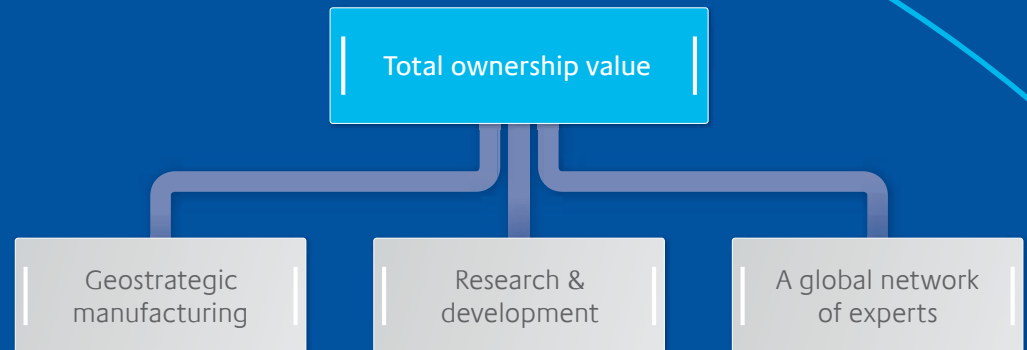 Total ownership value
Geostrategic
manufacturing
Research &
development
A global network
of experts